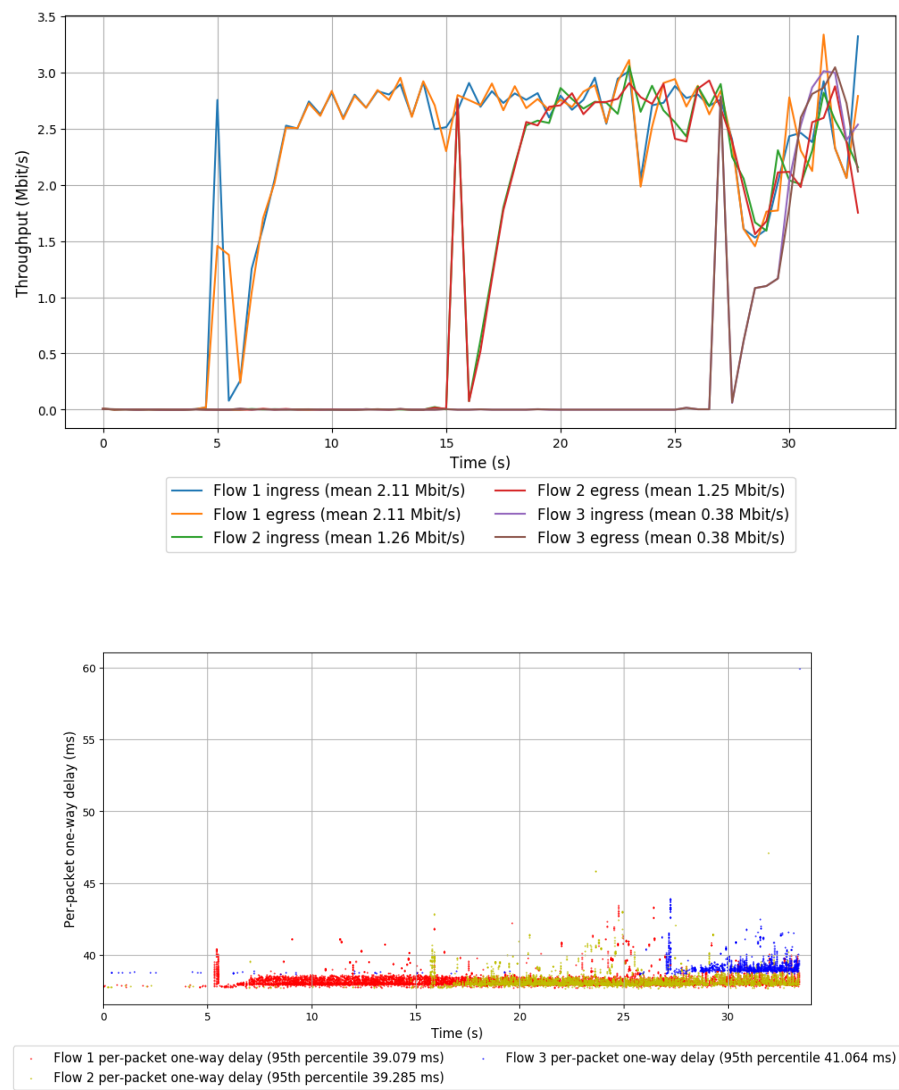 3.5
3.0
2.5
2.0
1.5
1.0
0.5
0.0
Throughput (Mbit/s)
0 5 10 15 20 25 30
Time (s)
Flow 1 ingress (mean 2.11 Mbit/s) Flow 2 egress (mean 1.25 Mbit/s)
Flow 1 egress (mean 2.11 Mbit/s) Flow 3 ingress (mean 0.38 Mbit/s)
Flow 2 ingress (mean 1.26 Mbit/s) Flow 3 egress (mean 0.38 Mbit/s)
60
55
50
45
40
Per-packet one-way delay (ms)
0 5 10 15 20 25 30
Time (s)
Flow 1 per-packet one-way delay (95th percentile 39.079 ms) Flow 3 per-packet one-way delay (95th percentile 41.064 ms)
Flow 2 per-packet one-way delay (95th percentile 39.285 ms)